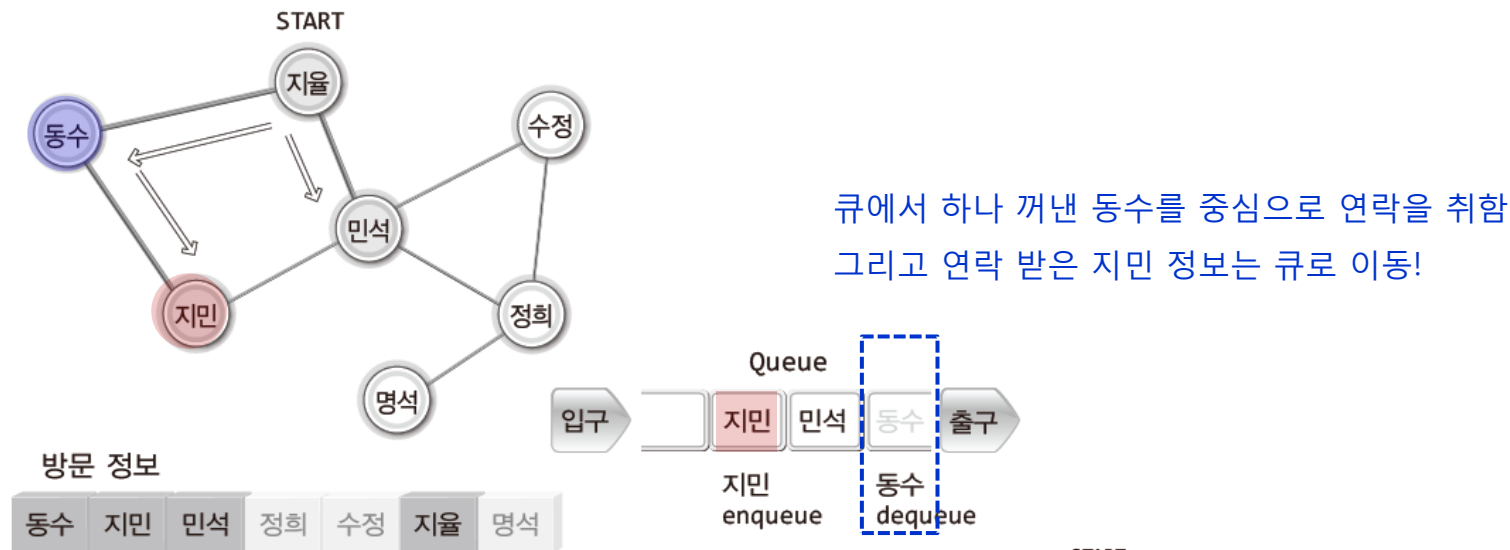 START
지율
동수
수정
민석
지민
정희
명석
큐에서 하나 꺼낸 동수를 중심으로 연락을 취함
그리고 연락 받은 지민 정보는 큐로 이동!
Queue
입구
지민
민석
동수
출구
지민
enqueue
동수
dequeue
방문 정보
동수 지민 민석 정희 수정 지율 명석